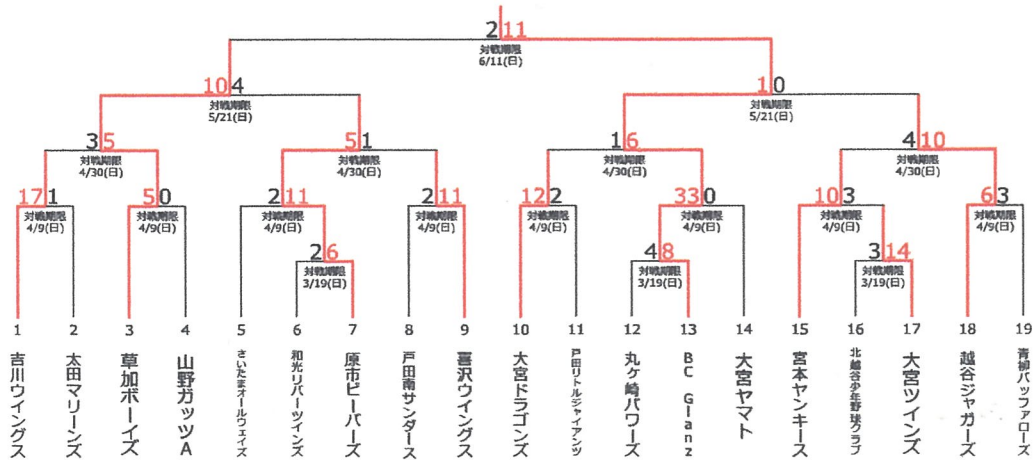 2 11
対戦期限
6/11(日)
10 4
対戦期限
5/21(日)
1 0
対戦期限
5/21(日)
3 5
対戦期限
4/30(日)
5 1
対戦期限
4/30(日)
1 6
対戦期限
4/30(日)
4 10
対戦期限
4/30(日)
17 1
対戦期限
4/9(日)
5 0
対戦期限
4/9(日)
2 11
対戦期限
4/9(日)
2 11
対戦期限
4/9(日)
12 2
対戦期限
4/9(日)
33 0
対戦期限
4/9(日)
10 3
対戦期限
4/9(日)
6 3
対戦期限
4/9(日)
2 6
対戦期限
3/19(日)
4 8
対戦期限
3/19(日)
3 14
対戦期限
3/19(日)
1 2 3 4 5 6 7 8 9 10 11 12 13 14 15 16 17 18 19
吉川ウイングス
太田マリーンズ
草加ボーイズ
山野ガッツA
さいたまオールウェイズ
和光リバーツインズ
原市ビーバーズ
戸田南サンダース
喜沢ウイングス
大宮ドラゴンズ
戸田リトルジャイアンツ
丸ケ崎パワーズ
BC Glanz
大宮ヤマト
宮本ヤンキース
北越谷少年野球クラブ
大宮ツインズ
越谷ジャガーズ
青柳バッファローズ